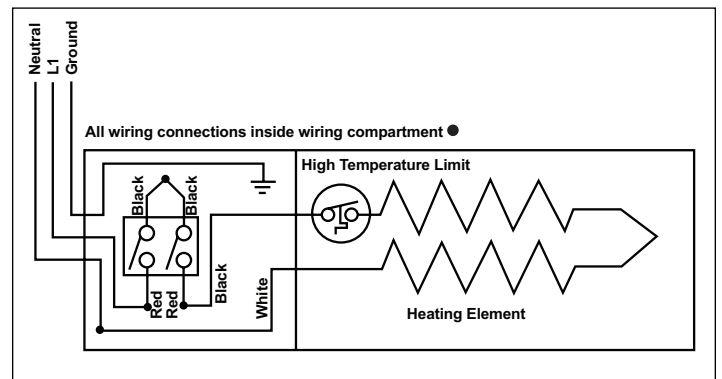 Neutral
L1
Ground
All wiring connections inside wiring compartment
High Temperature Limit
Black
Black
Red
Red
Black
White
Heating Element